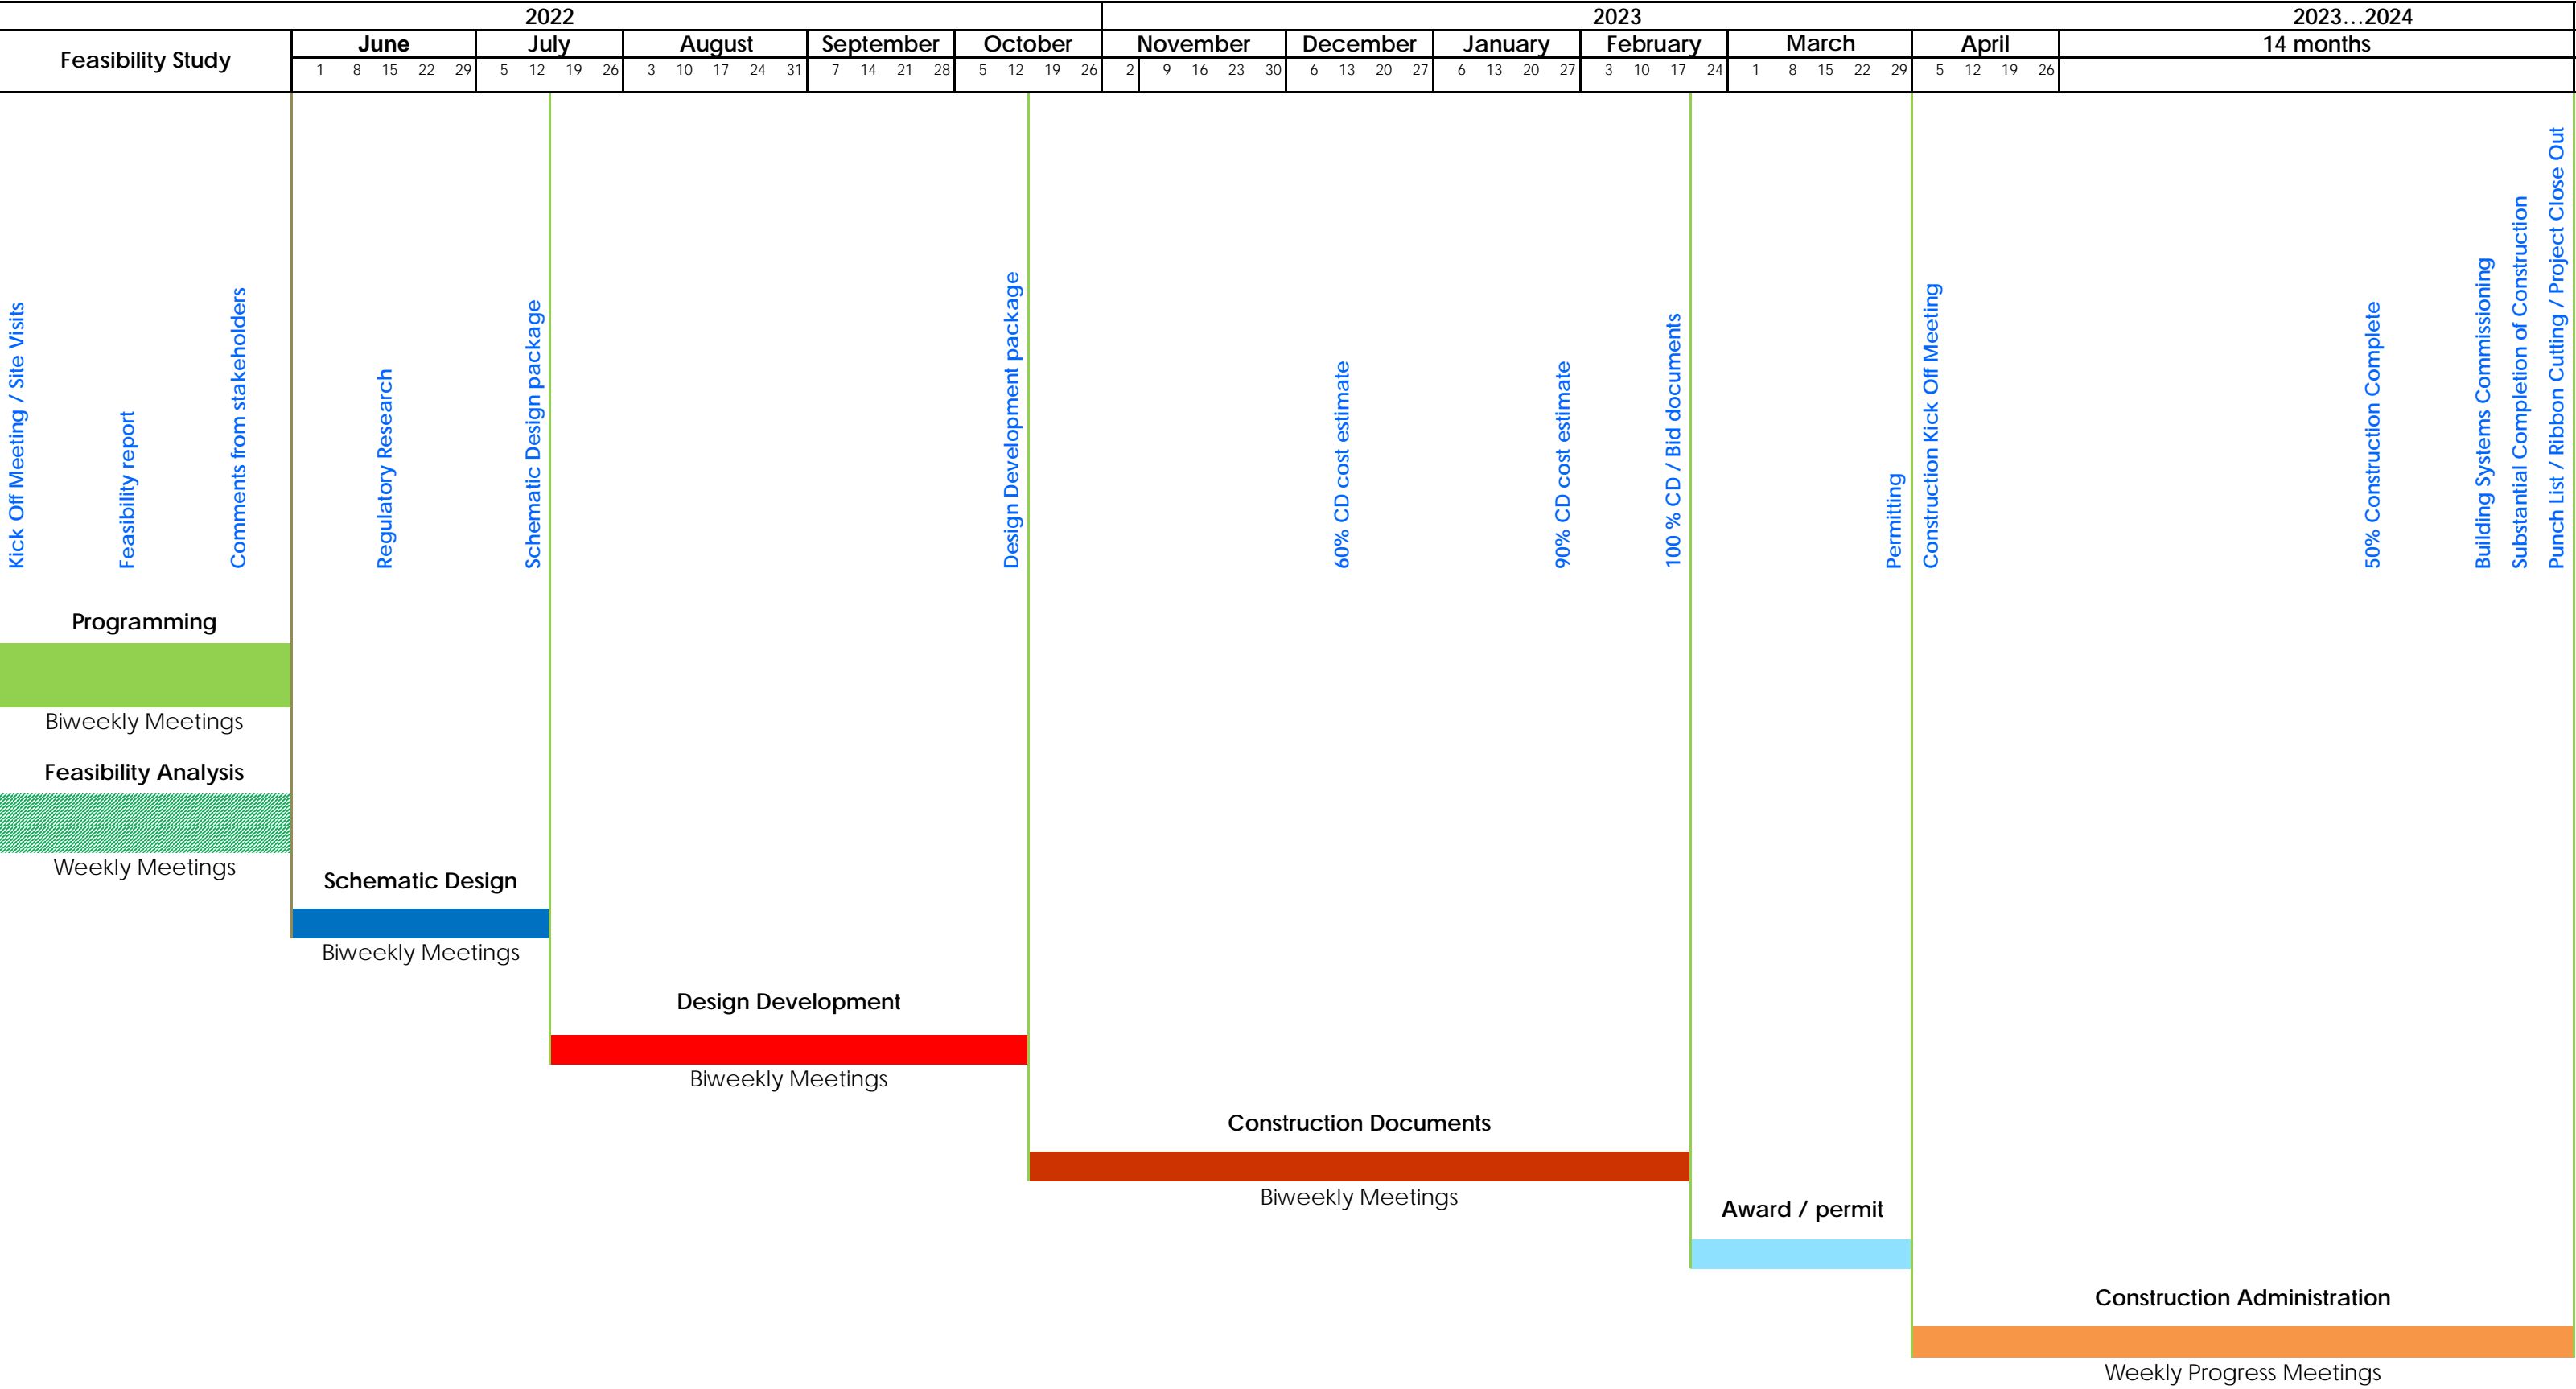 2022 2023 2023...2024
Feasibility Study June July August September October November December January February March April 14 months
1 8 15 22 29 5 12 19 26 3 10 17 24 31 7 14 21 28 5 12 19 26 2 9 16 23 30 6 13 20 27 6 13 20 27 3 10 17 24 1 8 15 22 29 5 12 19 26
Kick Off Meeting / Site Visits
Feasibility report
Comments from stakeholders
Regulatory Research
Schematic Design package
Design Development package
60% CD cost estimate
90% CD cost estimate
100 % CD / Bid documents
Permitting
Construction Kick Off Meeting
50% Construction Complete
Building Systems Commissioning
Substantial Completion of Construction
Punch List / Ribbon Cutting / Project Close Out
Programming
Biweekly Meetings
Feasibility Analysis
Weekly Meetings
Schematic Design
Biweekly Meetings
Design Development
Biweekly Meetings
Construction Documents
Biweekly Meetings
Award / permit
Construction Administration
Weekly Progress Meetings